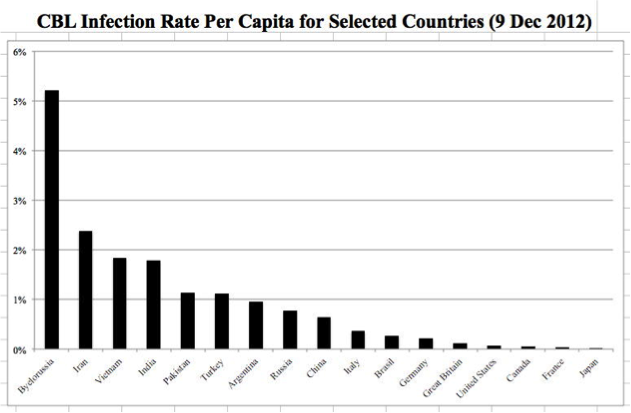 CBL Infection Rate Per Capita for Selected Countries (9 Dec 2012)
6%
5%
4%
3%
2%
1%
0%
Byelorussia
Iran
Vietnam
India
Pakistan
Turkey
Argentina
Russia
China
Italy
Brasil
Germany
Great Britain
United States
Canada
France
Japan